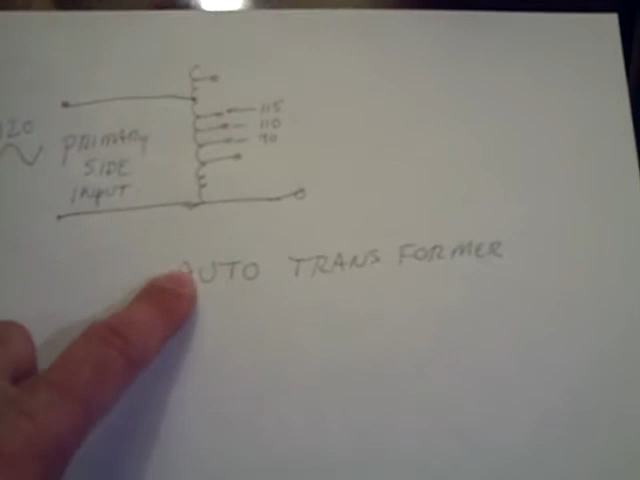 115
110
90
120
PRIMARY
SIDE
INPUT
AUTO TRANSFORMER